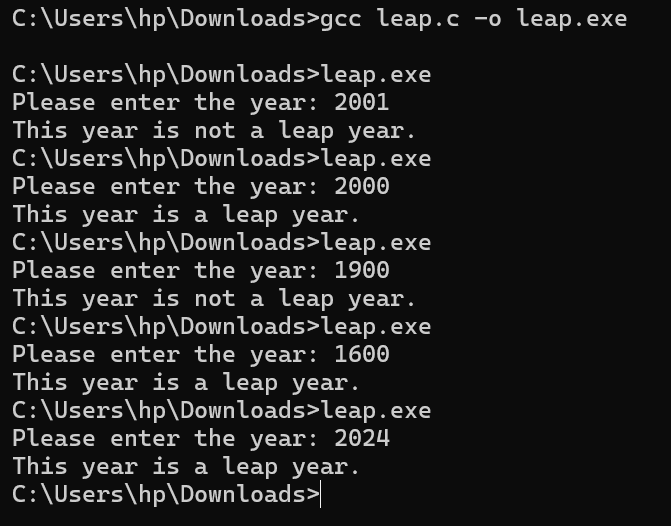 C:\Users\hp\Downloads>gcc leap.c -o leap.exe
C:\Users\hp\Downloads>leap.exe
Please enter the year: 2001
This year is not a leap year.
C:\Users\hp\Downloads>leap.exe
Please enter the year: 2000
This year is a leap year.
C:\Users\hp\Downloads>leap.exe
Please enter the year: 1900
This year is not a leap year.
C:\Users\hp\Downloads>leap.exe
Please enter the year: 1600
This year is a leap year.
C:\Users\hp\Downloads>leap.exe
Please enter the year: 2024
This year is a leap year.
C:\Users\hp\Downloads>